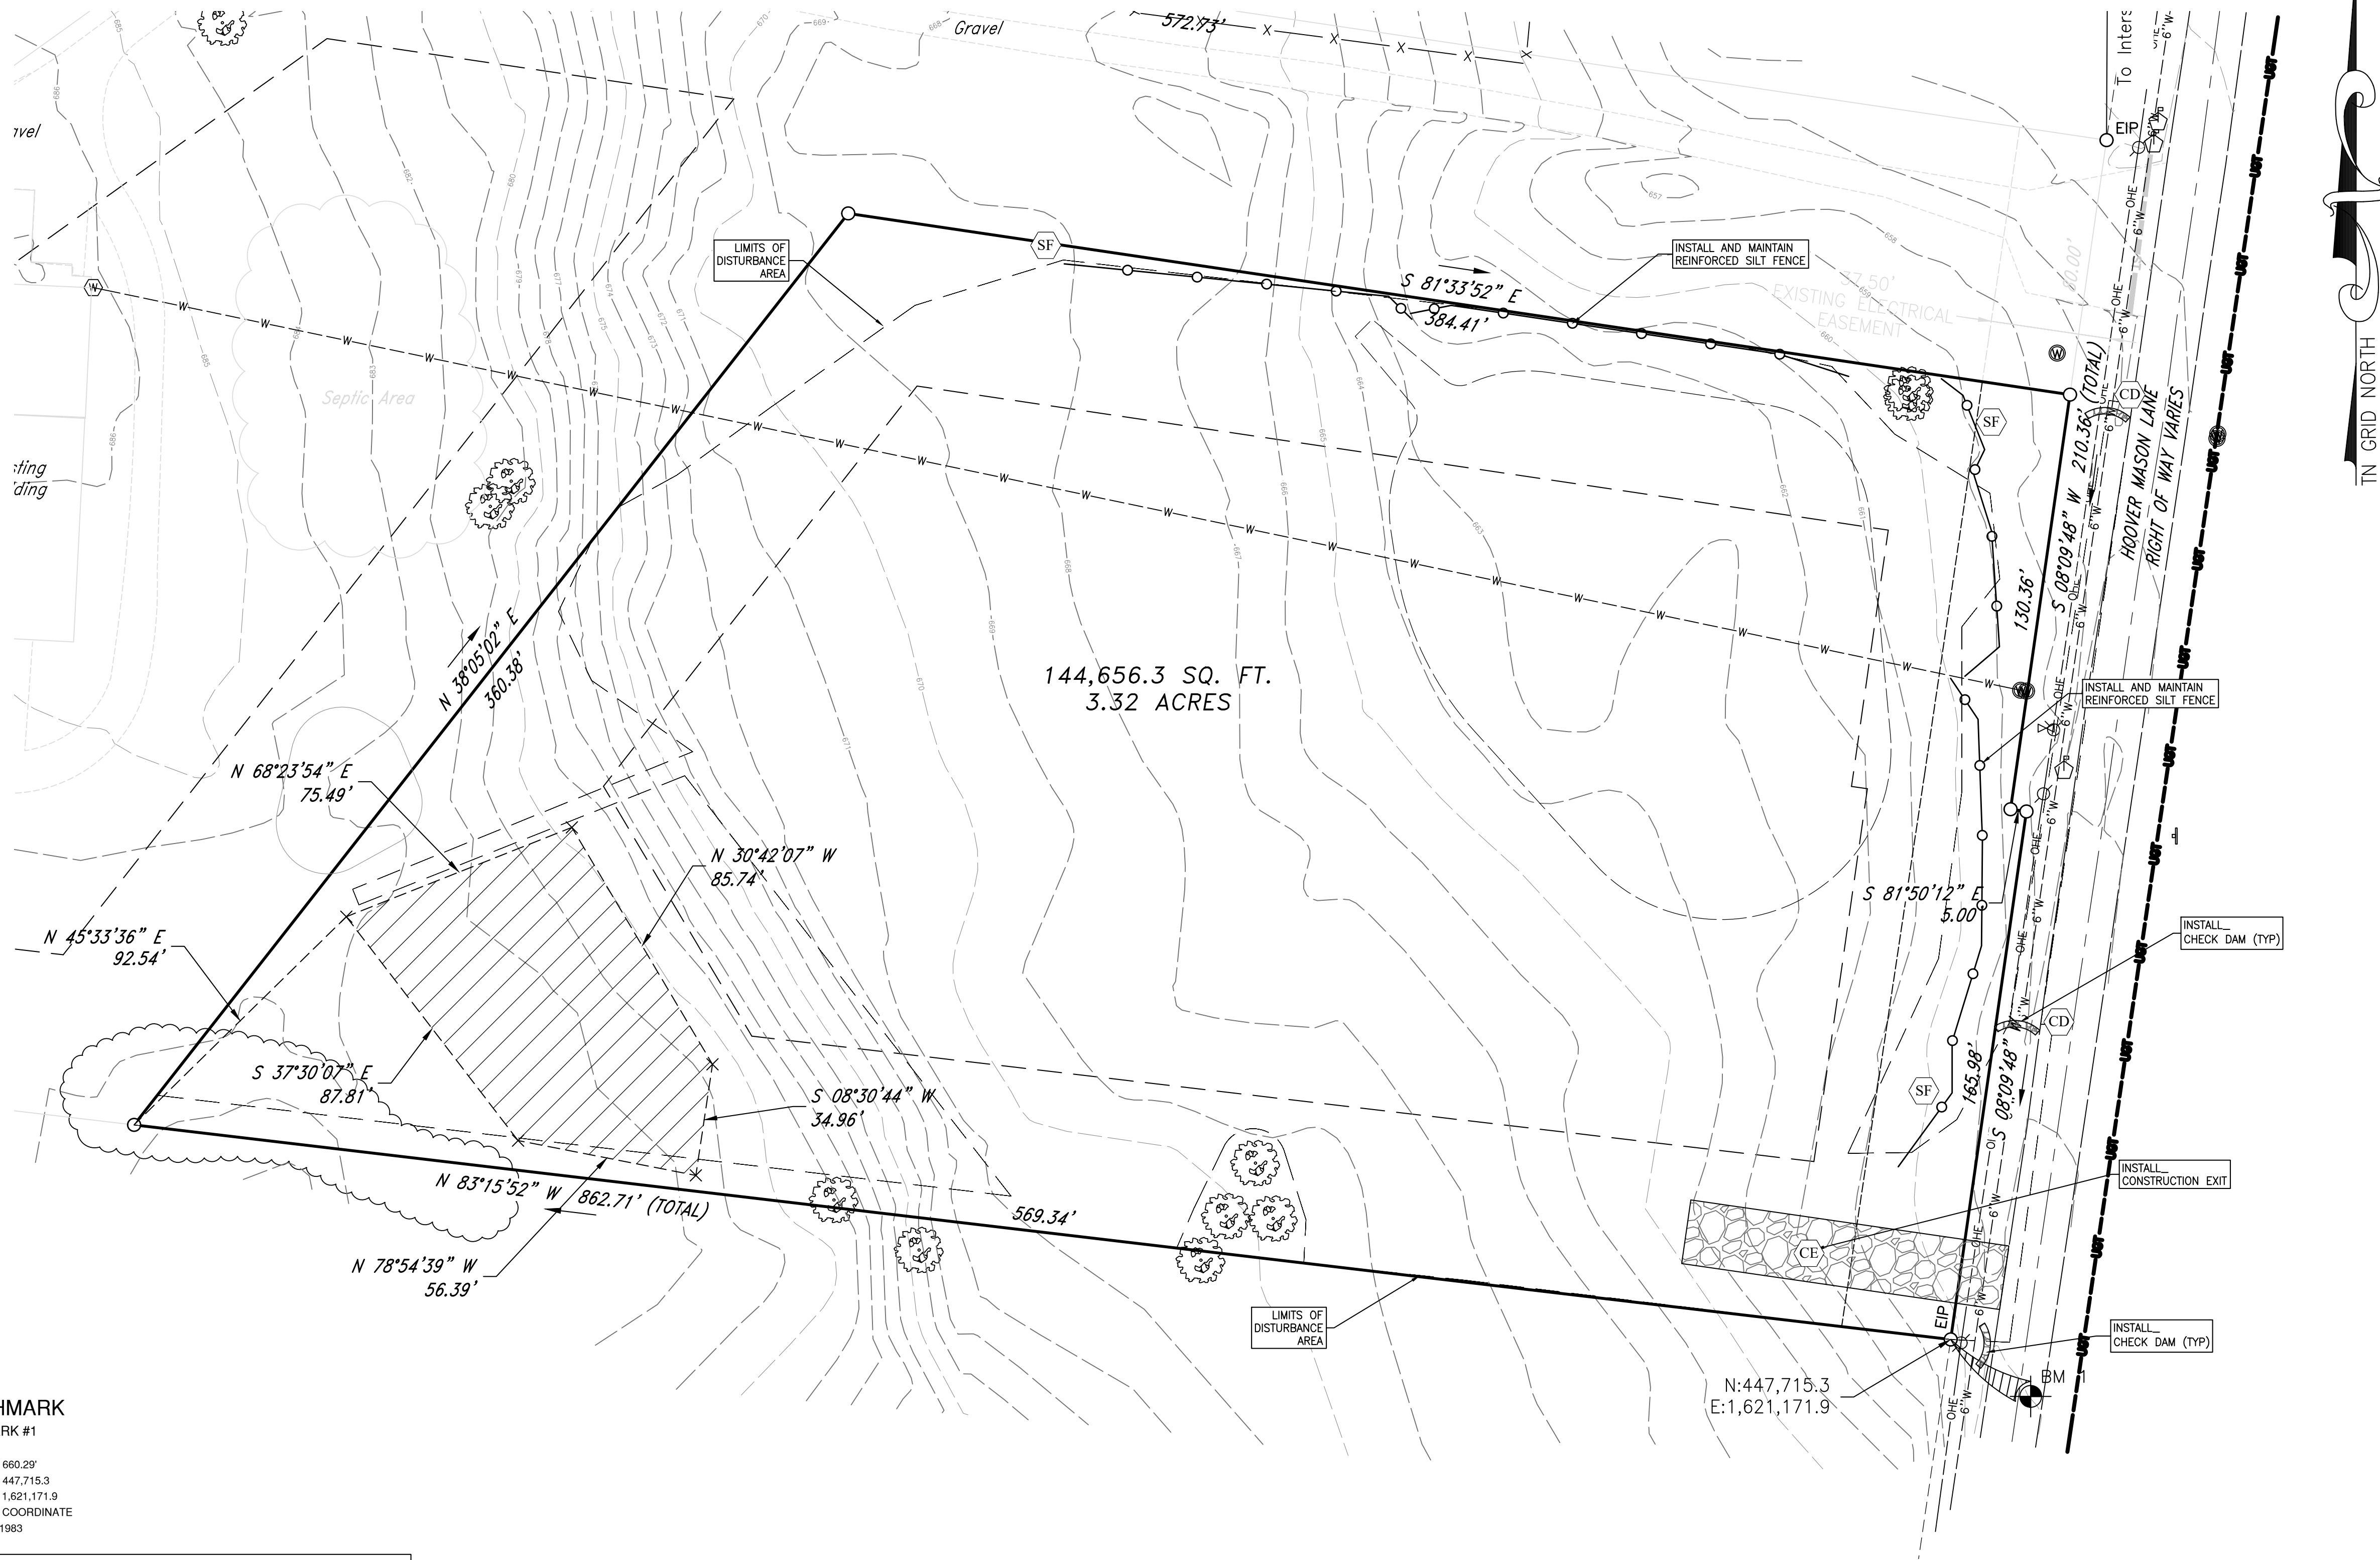 572.73'
Gravel
To Inters
EIP
TN GRID NORTH
LIMITS OF
DISTURBANCE
AREA
SF
INSTALL AND MAINTAIN
REINFORCED SILT FENCE
S 81°33'52" E
384.41'
37.50'
EXISTING ELECTRICAL
EASEMENT
Septic Area
SF
CD
S 08°09'48" W 210.36' (TOTAL)
HOOVER MASON LANE
RIGHT OF WAY VARIES
130.36'
N 38°05'02" E
360.38'
144,656.3 SQ. FT.
3.32 ACRES
INSTALL AND MAINTAIN
REINFORCED SILT FENCE
N 68°23'54" E
75.49'
N 30°42'07" W
85.74'
S 81°50'12" E
5.00'
N 45°33'36" E
92.54'
INSTALL
CHECK DAM (TYP)
CD
S 37°30'07" E
87.81'
S 08°30'44" W
34.96'
SF
165.98'
S 08°09'48" W
N 83°15'52" W 862.71' (TOTAL)
569.34'
INSTALL
CONSTRUCTION EXIT
CE
N 78°54'39" W
56.39'
LIMITS OF
DISTURBANCE
AREA
EIP
INSTALL
CHECK DAM (TYP)
N:447,715.3
E:1,621,171.9
BM 1
HMARK
RK #1
660.29'
447,715.3
1,621,171.9
COORDINATE
1983